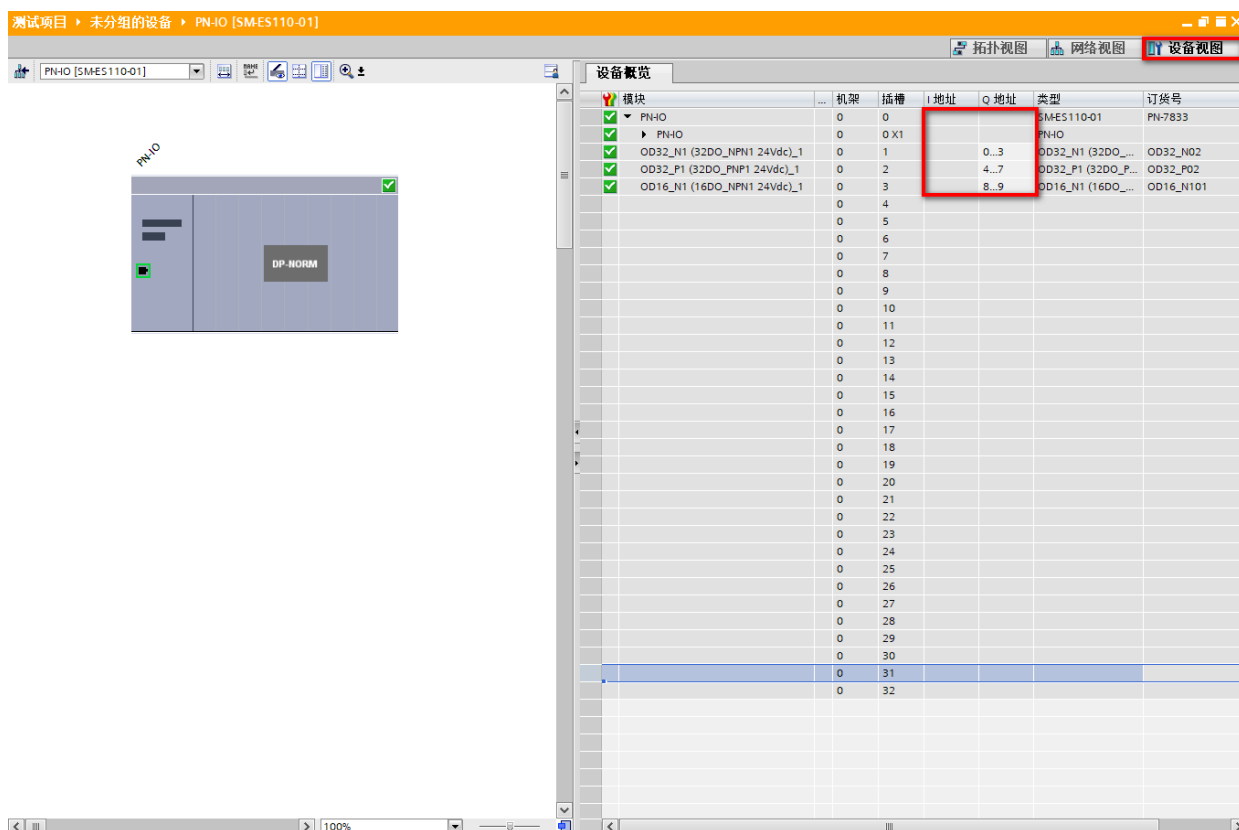 测试项目 ▸ 未分组的设备 ▸ PN-IO [SM-ES110-01]
拓扑视图 网络视图 设备视图
PN-IO [SM-ES110-01]
设备概览
模块 ... 机架 插槽 I 地址 Q 地址 类型 订货号
PN-IO 0 0 SM-ES110-01 PN-7833
PN-IO 0 0 X1 PN-IO
OD32_N1 (32DO_NPN1 24Vdc)_1 0 1 0...3 OD32_N1 (32DO_... OD32_N02
OD32_P1 (32DO_PNP1 24Vdc)_1 0 2 4...7 OD32_P1 (32DO_P... OD32_P02
OD16_N1 (16DO_NPN1 24Vdc)_1 0 3 8...9 OD16_N1 (16DO_... OD16_N101
0 4
0 5
0 6
0 7
0 8
0 9
0 10
0 11
0 12
0 13
0 14
0 15
0 16
0 17
0 18
0 19
0 20
0 21
0 22
0 23
0 24
0 25
0 26
0 27
0 28
0 29
0 30
0 31
0 32
PN-IO
DP-NORM
100%